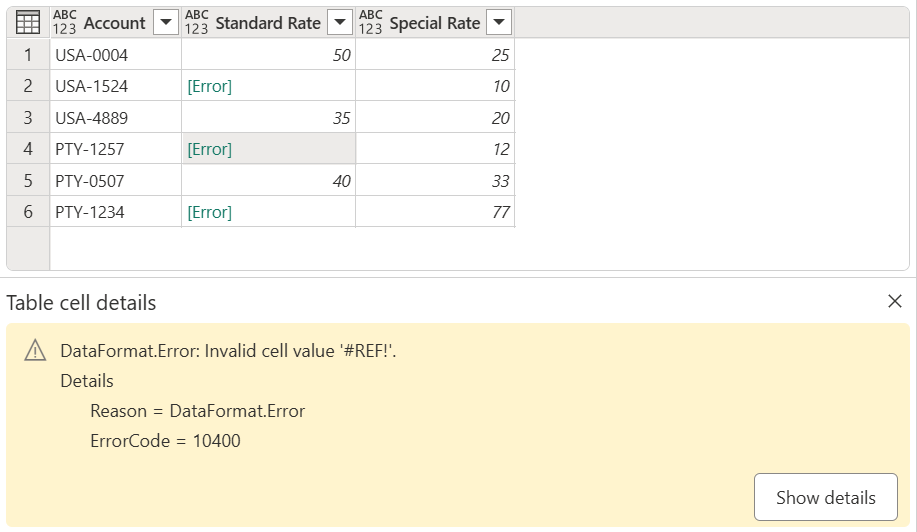 ABC 123 Account ABC 123 Standard Rate ABC 123 Special Rate
1 USA-0004 50 25
2 USA-1524 [Error] 10
3 USA-4889 35 20
4 PTY-1257 [Error] 12
5 PTY-0507 40 33
6 PTY-1234 [Error] 77
Table cell details
DataFormat.Error: Invalid cell value '#REF!'.
Details
Reason = DataFormat.Error
ErrorCode = 10400
Show details